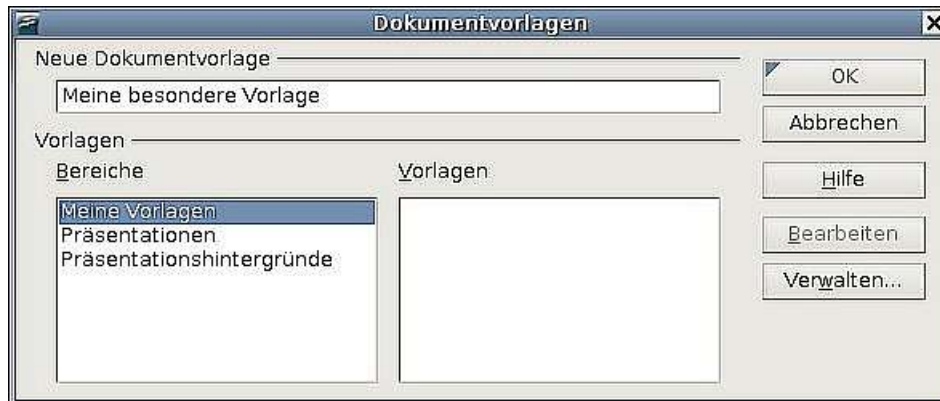 Dokumentvorlagen
Neue Dokumentvorlage
Meine besondere Vorlage
Vorlagen
Bereiche
Meine Vorlagen
Präsentationen
Präsentationshintergründe
Vorlagen
OK
Abbrechen
Hilfe
Bearbeiten
Verwalten...